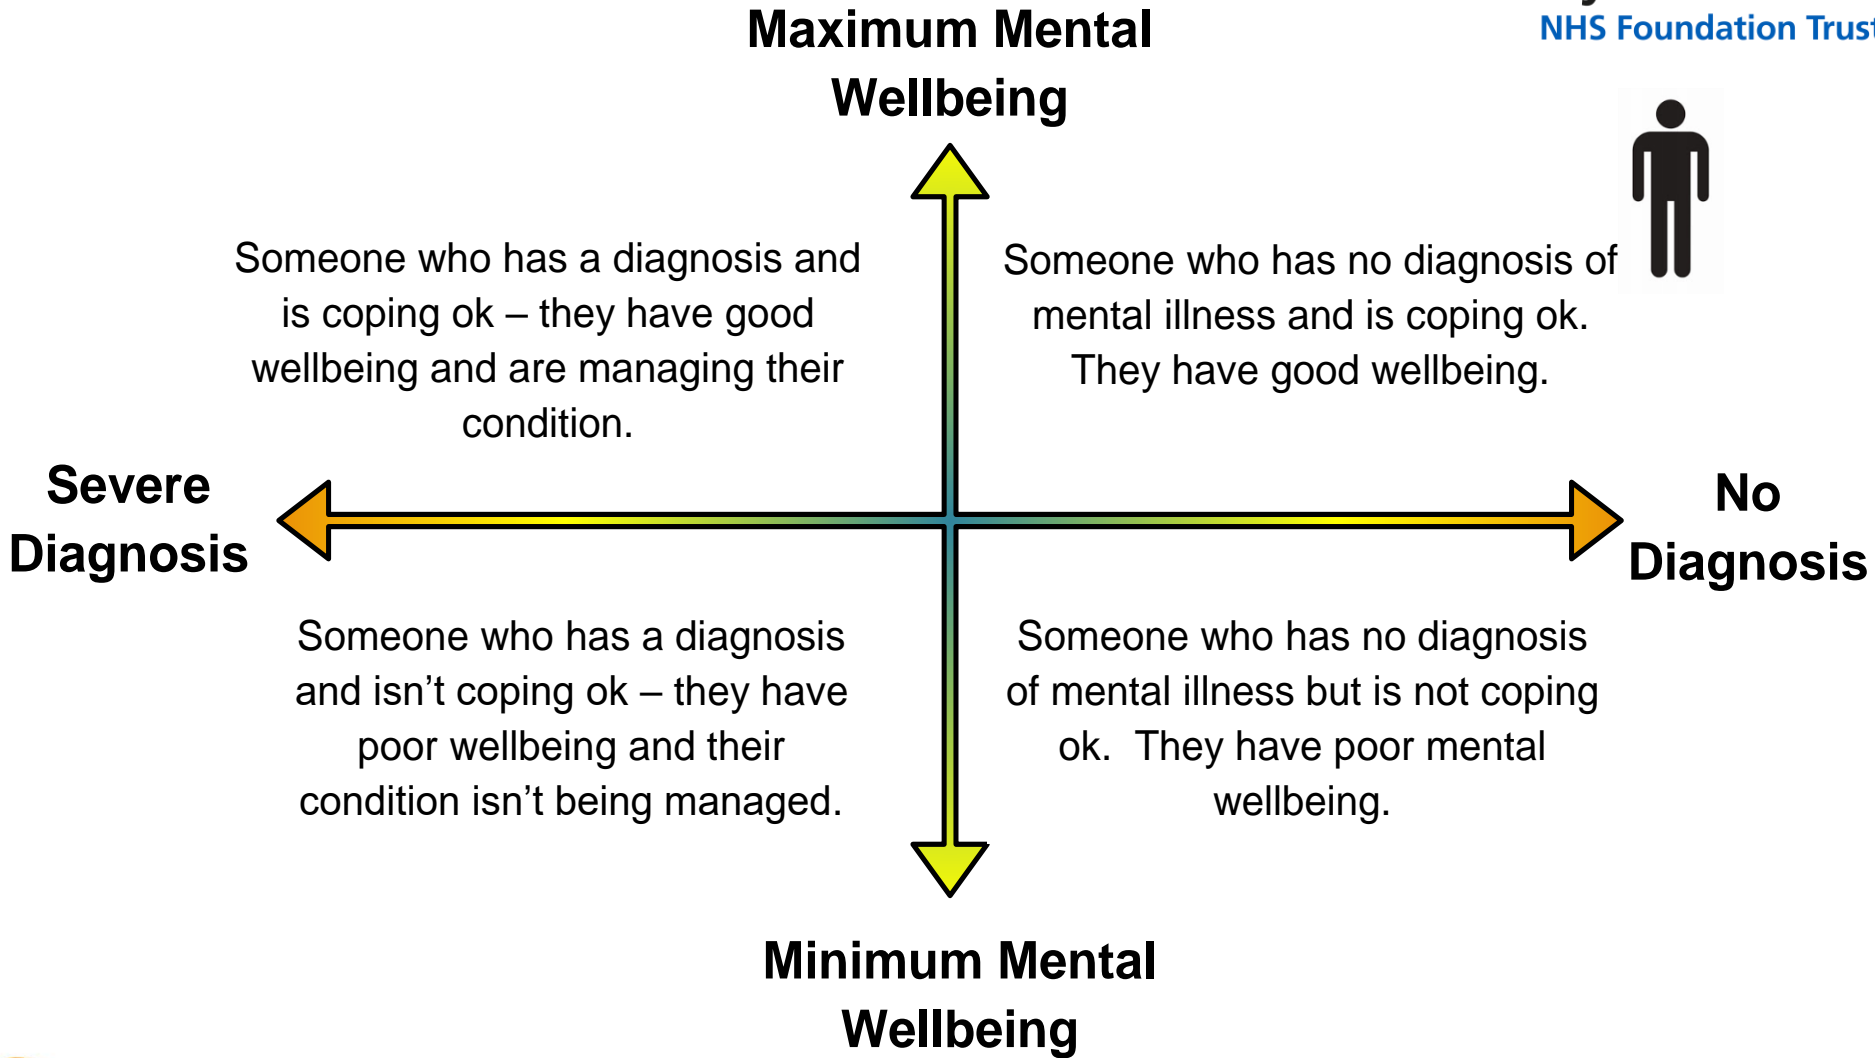 Maximum Mental
Wellbeing
NHS Foundation Trust
Someone who has a diagnosis and
is coping ok – they have good
wellbeing and are managing their
condition.
Someone who has no diagnosis of
mental illness and is coping ok.
They have good wellbeing.
Severe
Diagnosis
No
Diagnosis
Someone who has a diagnosis
and isn't coping ok – they have
poor wellbeing and their
condition isn't being managed.
Someone who has no diagnosis
of mental illness but is not coping
ok.  They have poor mental
wellbeing.
Minimum Mental
Wellbeing